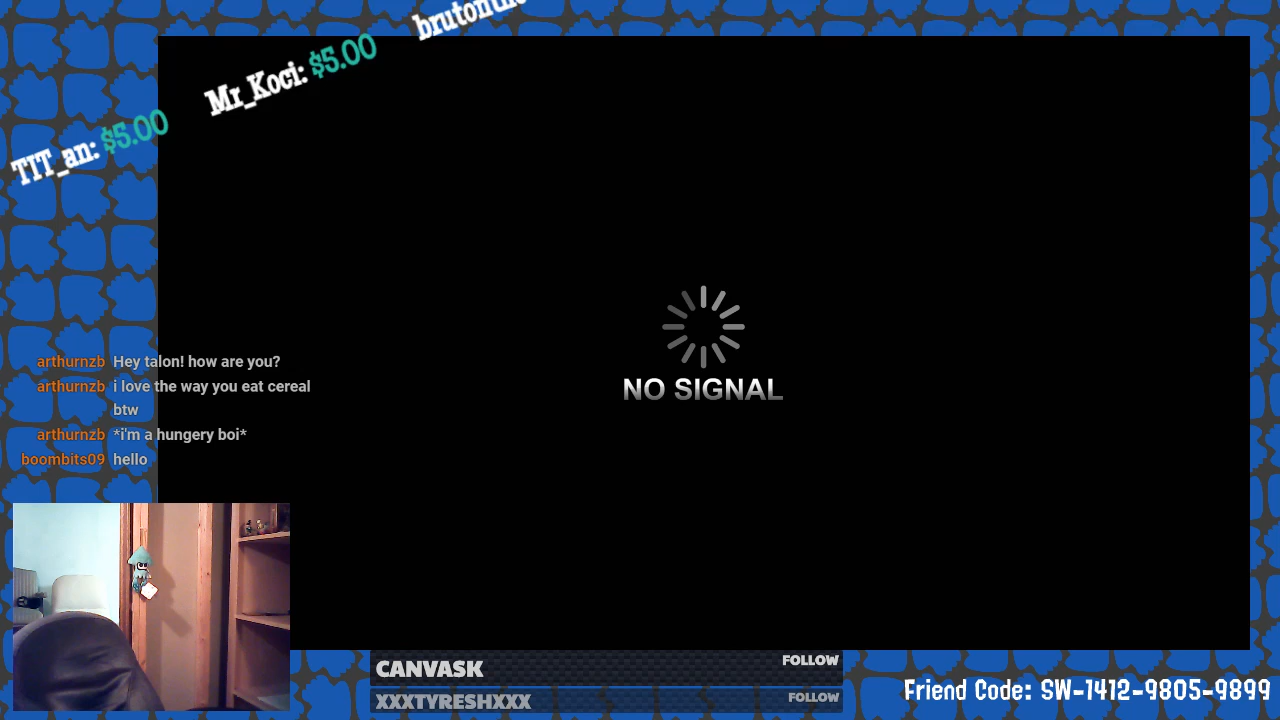 TIT_an: $5.00
Mr_Koci: $5.00
NO SIGNAL
arthurnzb Hey talon! how are you?
arthurnzb i love the way you eat cereal
btw
arthurnzb *i'm a hungery boi*
boombits09 hello
CANVASK FOLLOW
XXXTYRESHXXX FOLLOW
Friend Code: SW-1412-9805-9899